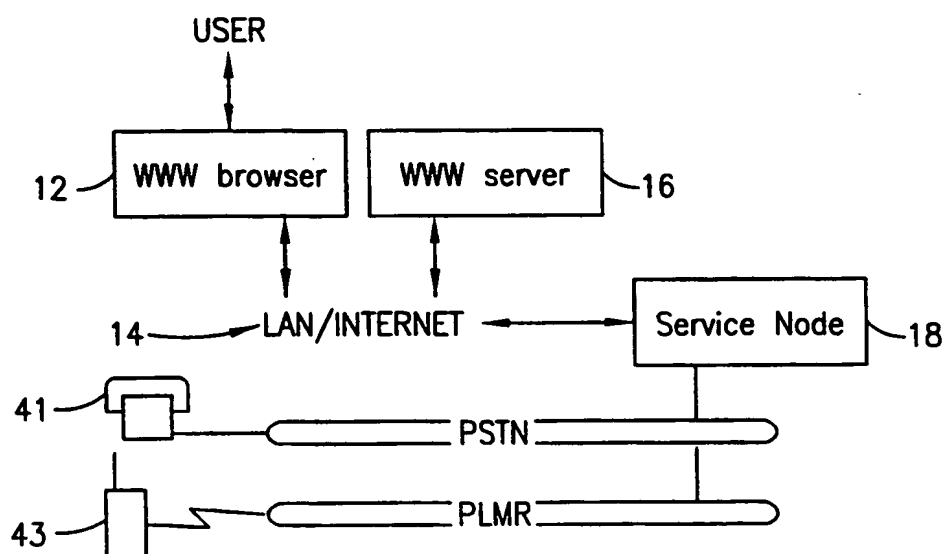 USER
12
WWW browser
WWW server
16
14
LAN/INTERNET
Service Node
18
41
PSTN
43
PLMR